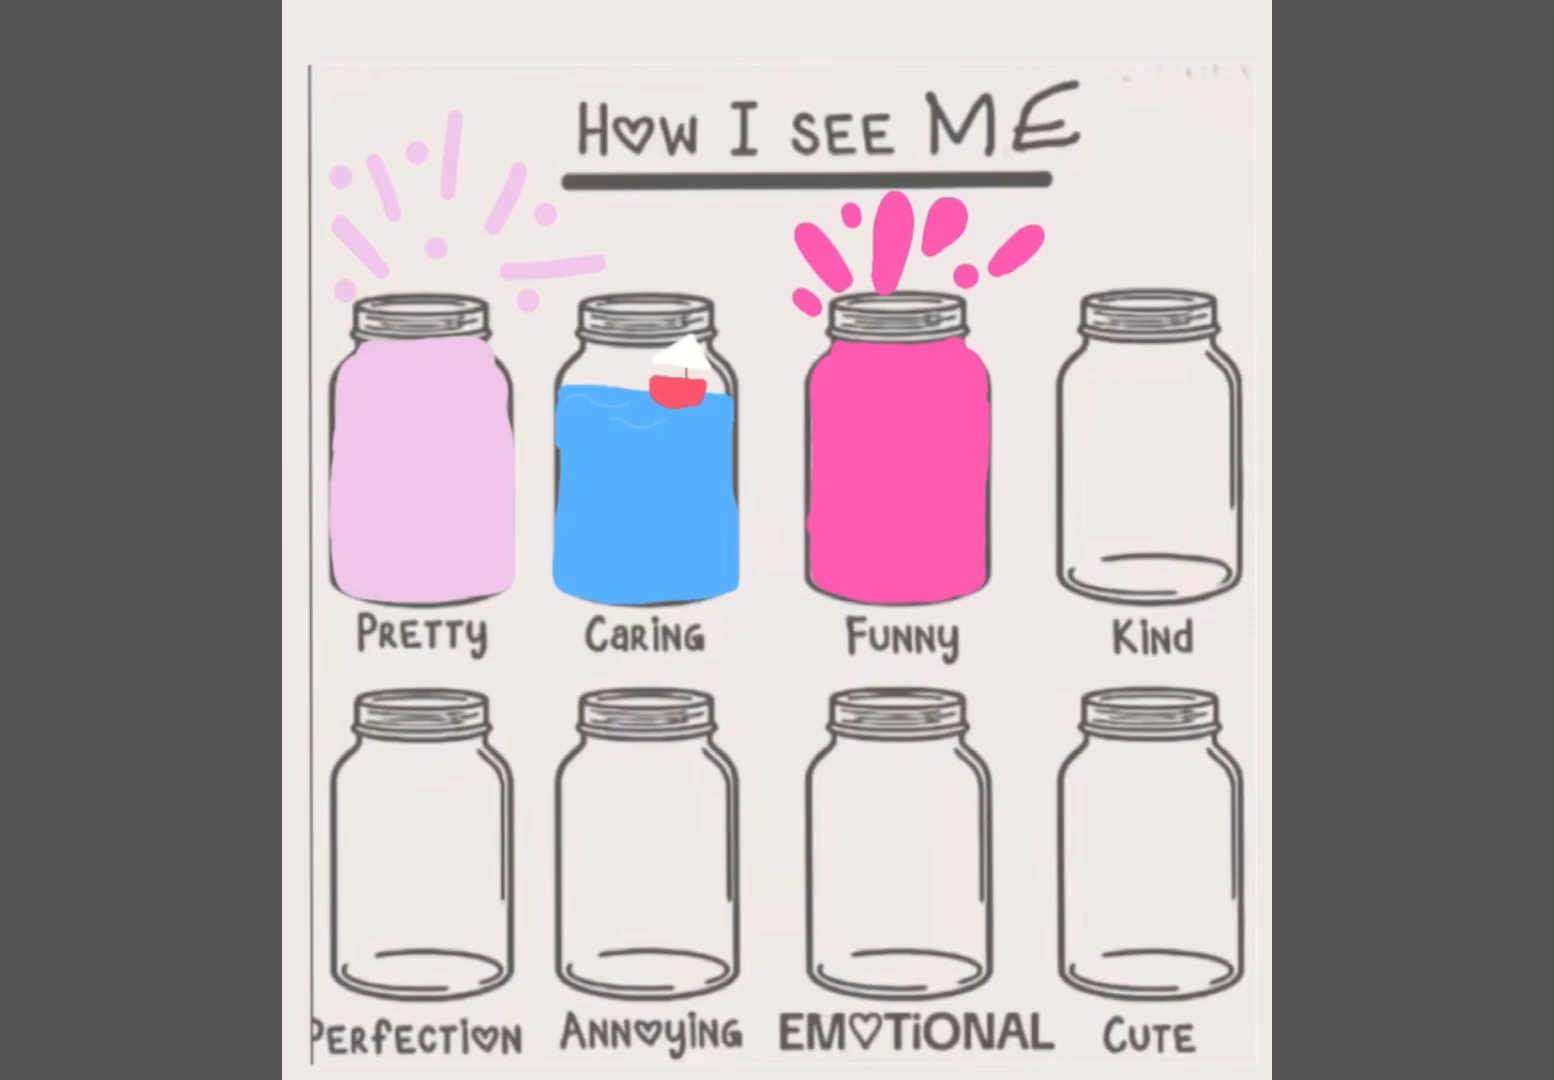 How I SEE ME
PRETTY CaRING FUNNY Kind
PERfECTiON ANNOyiNG EMOTiONAL CUTE